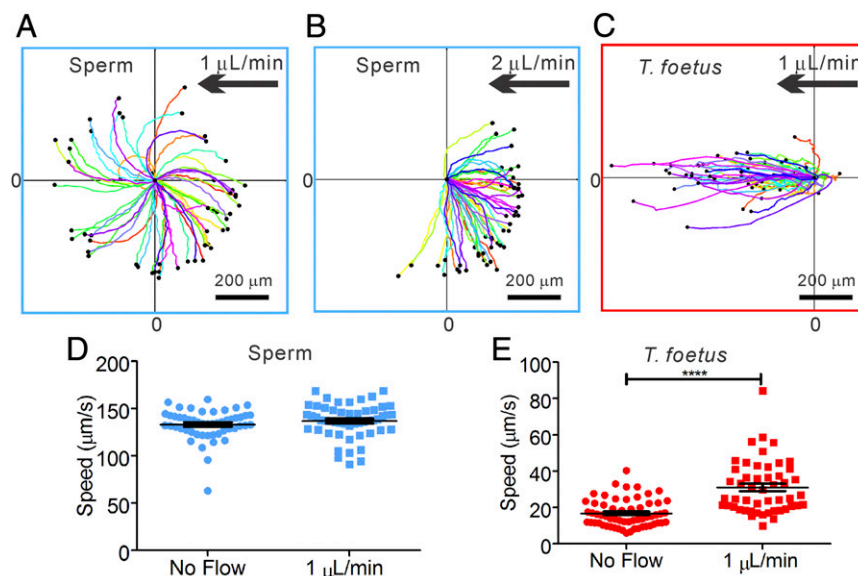 A
B
C
Sperm
1 µL/min
Sperm
2 µL/min
T. foetus
1 µL/min
0
0
0
200 µm
200 µm
200 µm
0
0
0
D
Sperm
E
T. foetus
Speed (µm/s)
200
150
100
50
0
No Flow
1 µL/min
Speed (µm/s)
100
80
60
40
20
0
****
No Flow
1 µL/min